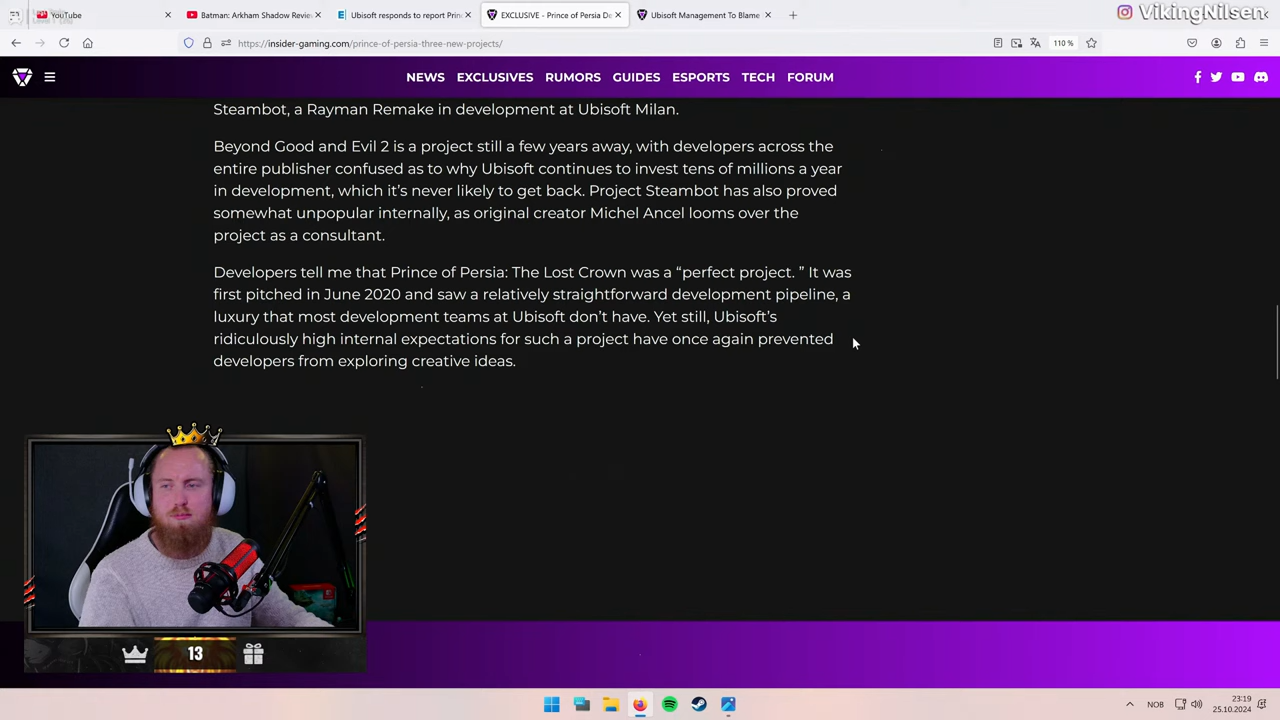 YouTube
Batman: Arkham Shadow Review
Ubisoft responds to report Princ
EXCLUSIVE - Prince of Persia De
Ubisoft Management To Blame
VikingNilsen
https://insider-gaming.com/prince-of-persia-three-new-projects/
110 %
NEWS EXCLUSIVES RUMORS GUIDES ESPORTS TECH FORUM
Steambot, a Rayman Remake in development at Ubisoft Milan.
Beyond Good and Evil 2 is a project still a few years away, with developers across the
entire publisher confused as to why Ubisoft continues to invest tens of millions a year
in development, which it’s never likely to get back. Project Steambot has also proved
somewhat unpopular internally, as original creator Michel Ancel looms over the
project as a consultant.
Developers tell me that Prince of Persia: The Lost Crown was a “perfect project. ” It was
first pitched in June 2020 and saw a relatively straightforward development pipeline, a
luxury that most development teams at Ubisoft don’t have. Yet still, Ubisoft’s
ridiculously high internal expectations for such a project have once again prevented
developers from exploring creative ideas.
13
NOB
23:19
25.10.2024